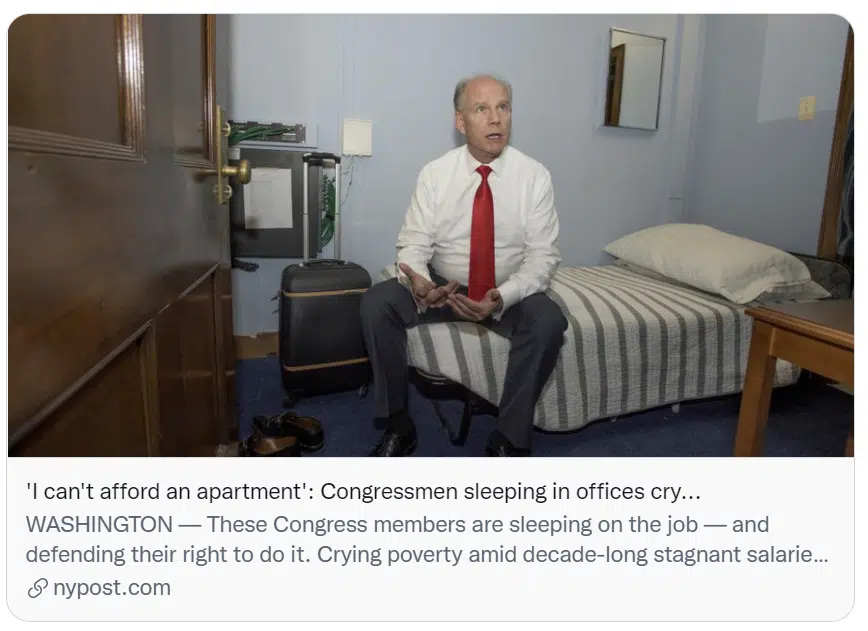 'I can't afford an apartment': Congressmen sleeping in offices cry...
WASHINGTON — These Congress members are sleeping on the job — and
defending their right to do it. Crying poverty amid decade-long stagnant salarie...
nypost.com